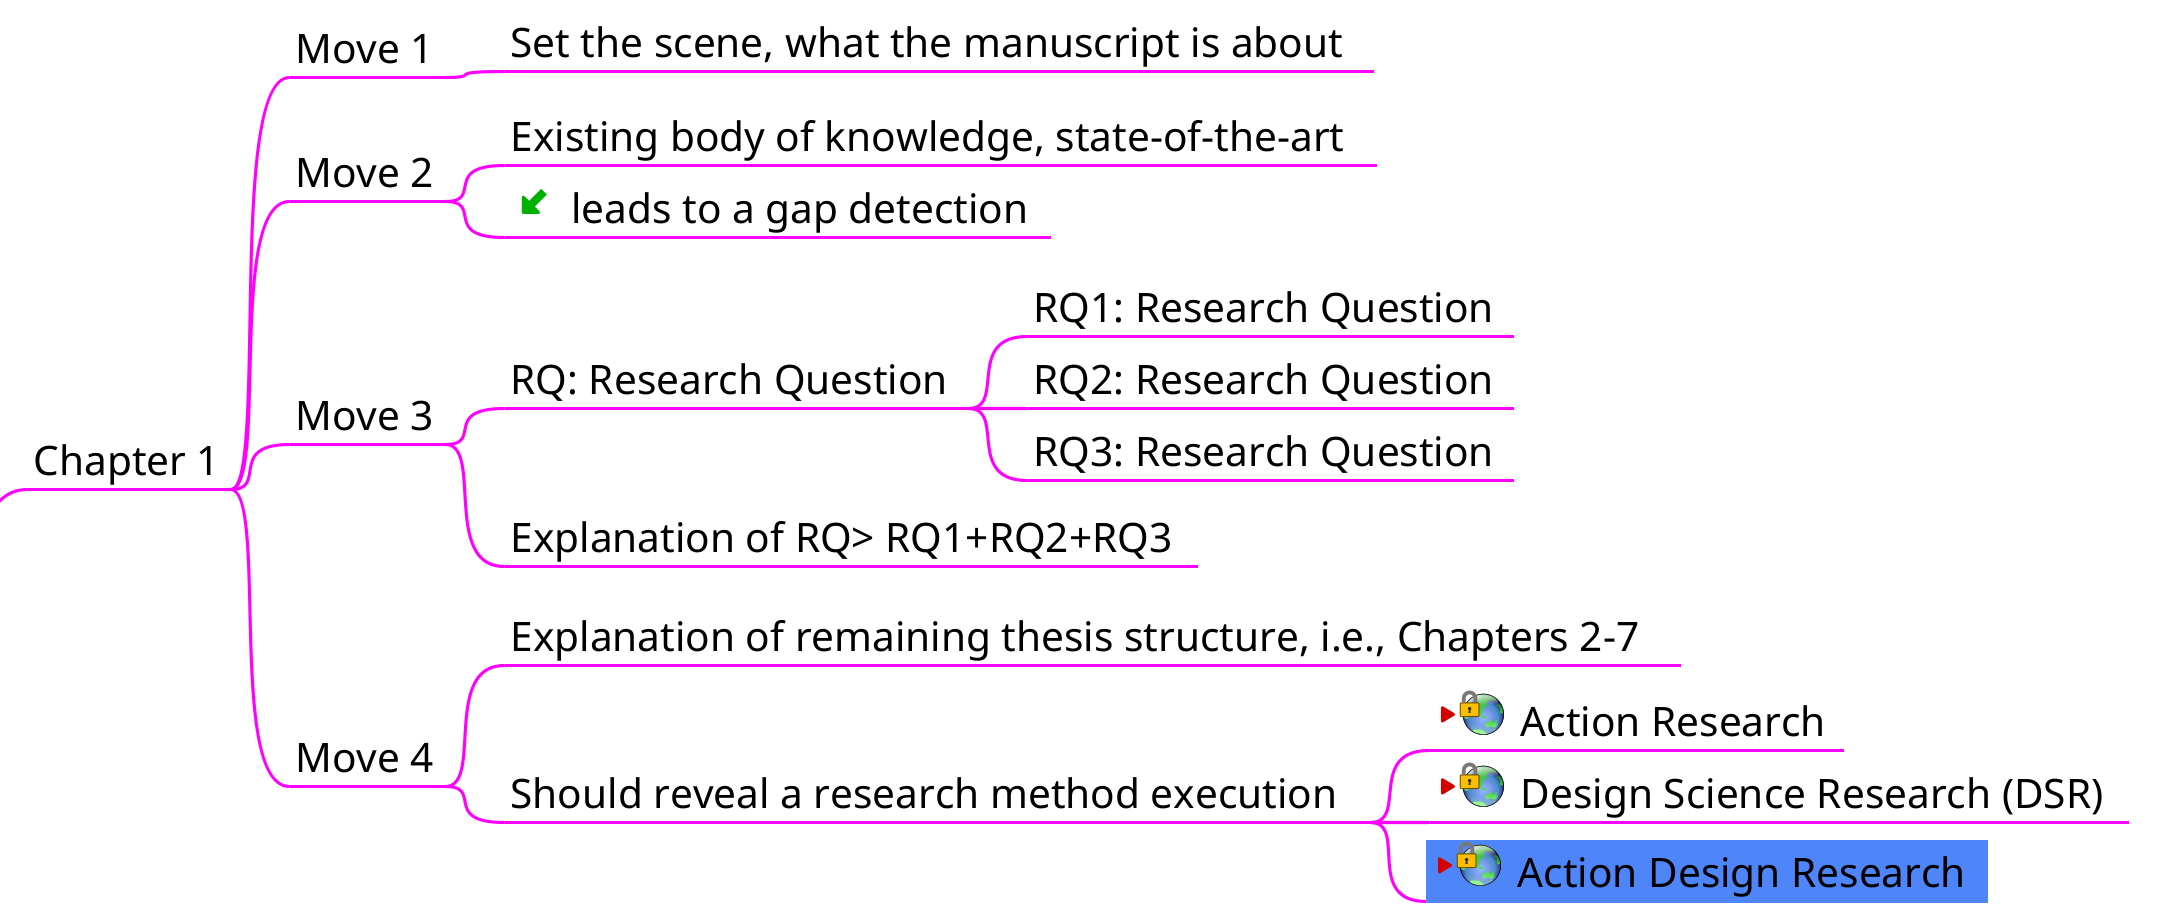 Move 1
Set the scene, what the manuscript is about
Move 2
Existing body of knowledge, state-of-the-art
leads to a gap detection
Chapter 1
Move 3
RQ: Research Question
RQ1: Research Question
RQ2: Research Question
RQ3: Research Question
Explanation of RQ> RQ1+RQ2+RQ3
Move 4
Explanation of remaining thesis structure, i.e., Chapters 2-7
Should reveal a research method execution
Action Research
Design Science Research (DSR)
Action Design Research